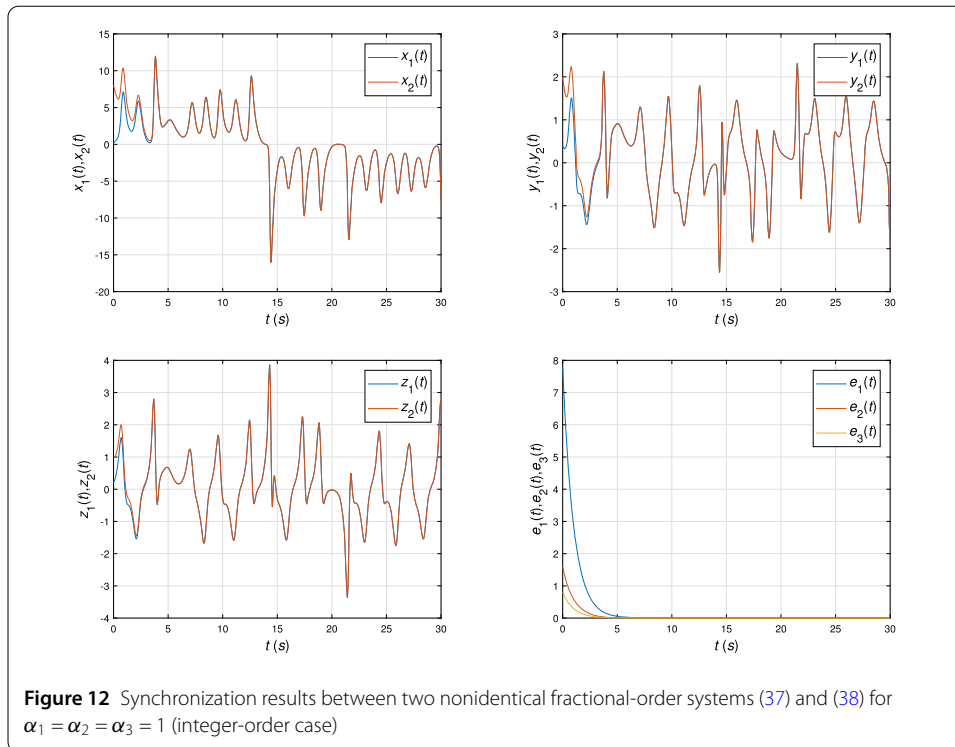 15
10
5
0
-5
-10
-15
-20
0 5 10 15 20 25 30
x₁(t),x₂(t)
t (s)
x₁(t)
x₂(t)
3
2
1
0
-1
-2
-3
0 5 10 15 20 25 30
y₁(t),y₂(t)
t (s)
y₁(t)
y₂(t)
4
3
2
1
0
-1
-2
-3
-4
0 5 10 15 20 25 30
z₁(t),z₂(t)
t (s)
z₁(t)
z₂(t)
8
7
6
5
4
3
2
1
0
0 5 10 15 20 25 30
e₁(t),e₂(t),e₃(t)
t (s)
e₁(t)
e₂(t)
e₃(t)
Figure 12 Synchronization results between two nonidentical fractional-order systems (37) and (38) for
α₁ = α₂ = α₃ = 1 (integer-order case)